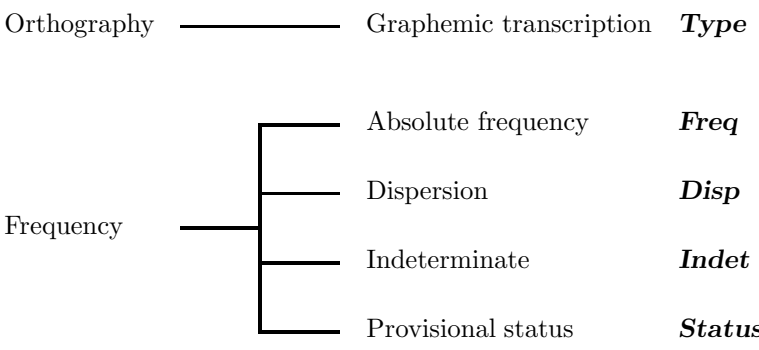 Orthography Graphemic transcription Type
Absolute frequency Freq
Dispersion Disp
Frequency
Indeterminate Indet
Provisional status Status